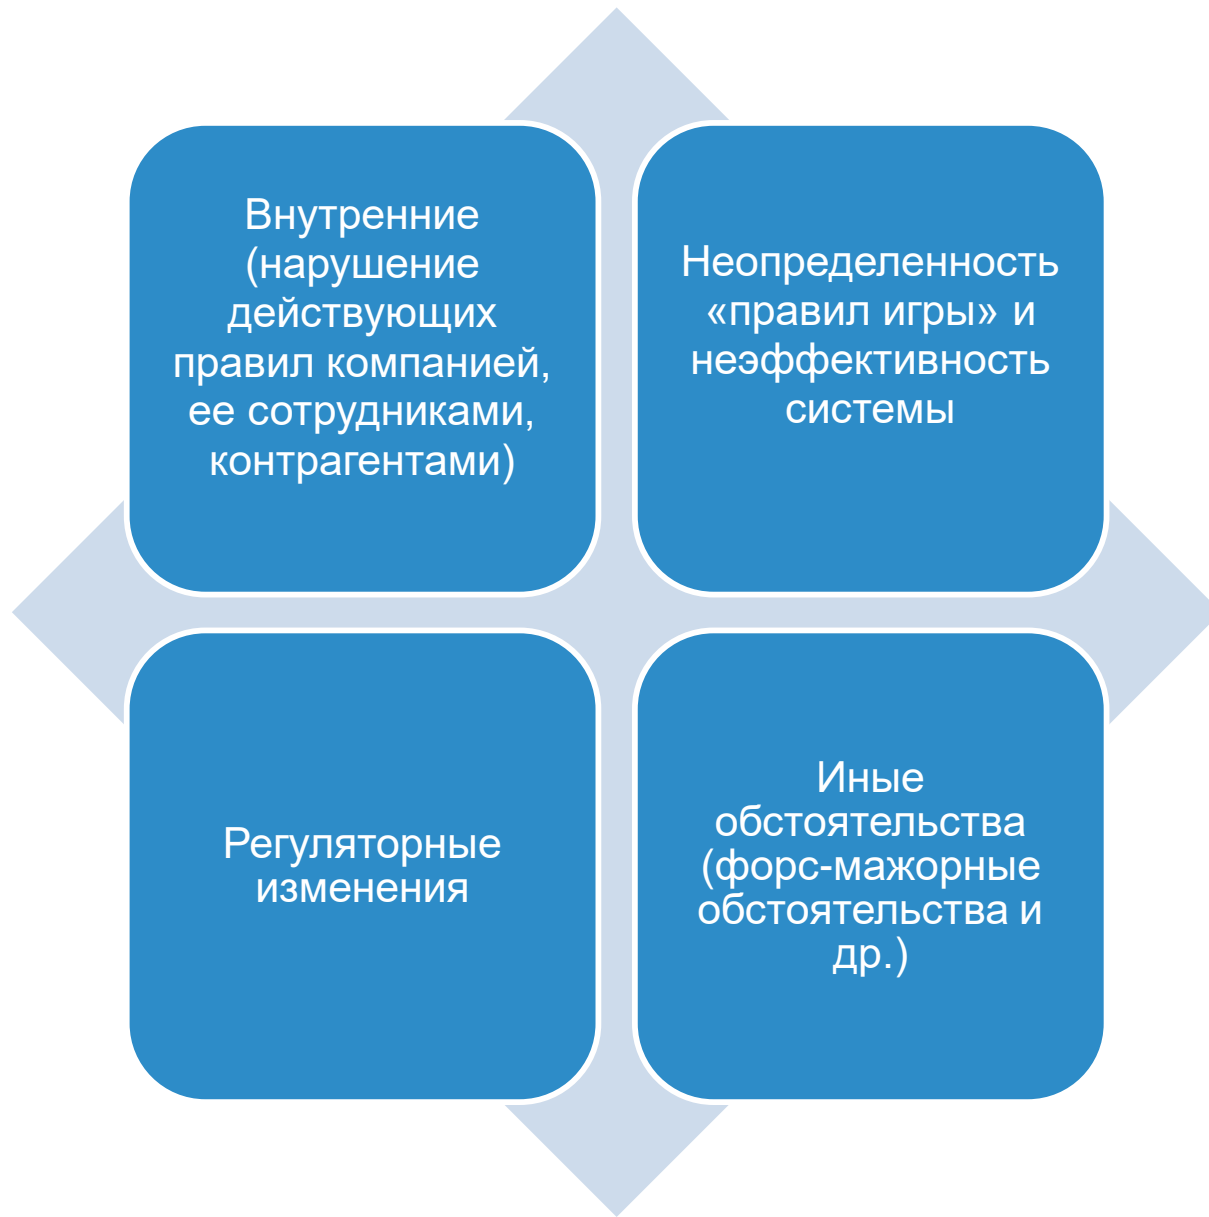 Внутренние
(нарушение
действующих
правил компанией,
ее сотрудниками,
контрагентами)
Неопределенность
«правил игры» и
неэффективность
системы
Регуляторные
изменения
Иные
обстоятельства
(форс-мажорные
обстоятельства и
др.)